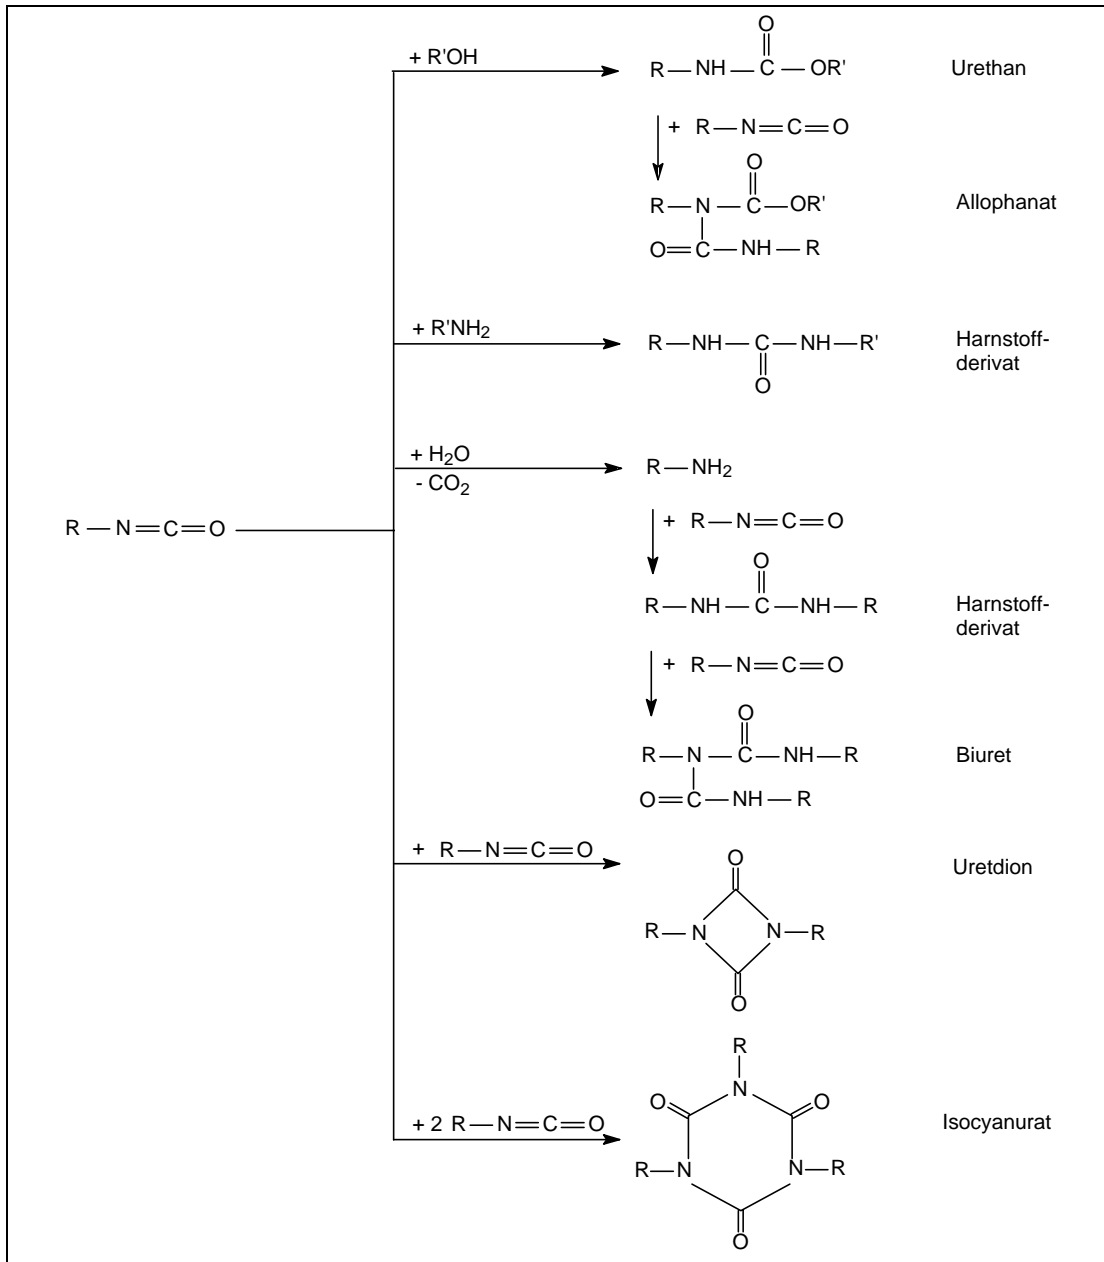 + R'OH
O
R—NH—C—OR'
Urethan
+ R—N=C=O
O
R—N—C—OR'
Allophanat
O=C—NH—R
+ R'NH2
R—NH—C—NH—R'
O
Harnstoff-
derivat
+ H2O
- CO2
R—NH2
R—N=C=O
+ R—N=C=O
O
R—NH—C—NH—R
Harnstoff-
derivat
+ R—N=C=O
O
R—N—C—NH—R
Biuret
O=C—NH—R
+ R—N=C=O
O
R—N N—R
O
Uretdion
R
N
O O
+ 2 R—N=C=O
Isocyanurat
R—N N—R
O